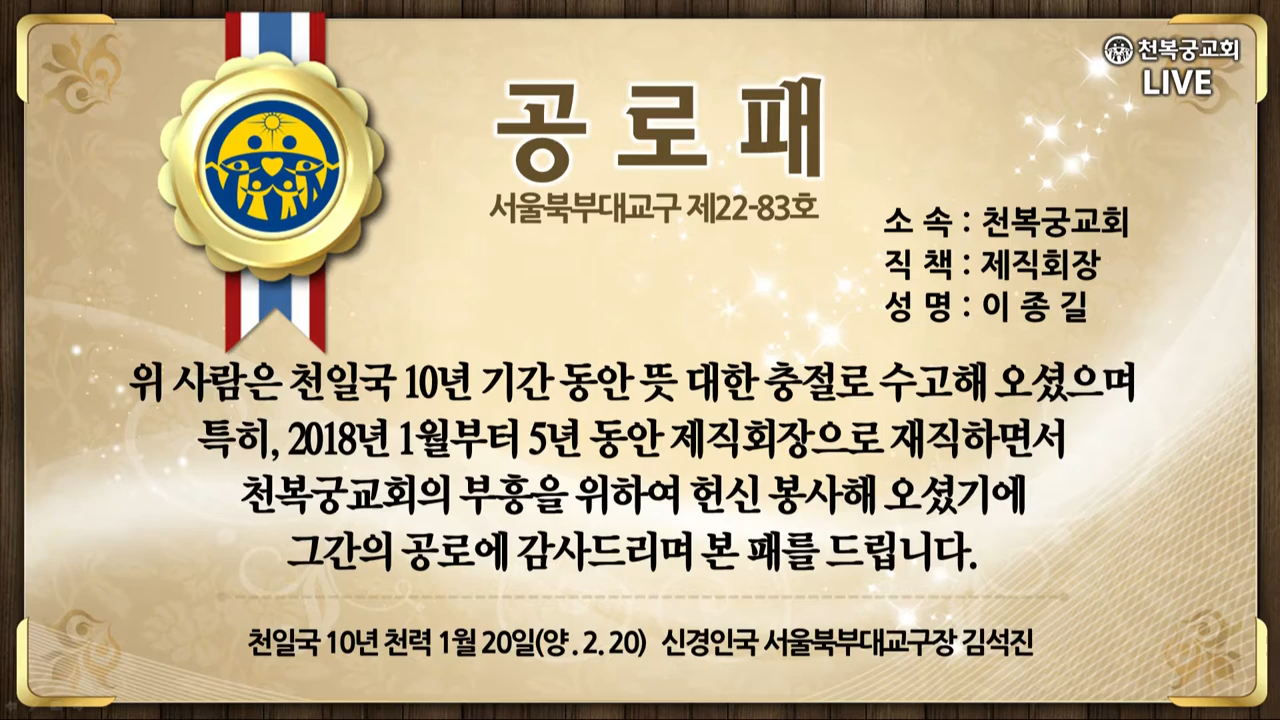 천복궁교회
LIVE
공로패
서울북부대교구 제22-83호
소 속 : 천복궁교회
직 책 : 제직회장
성 명 : 이 종 길
위 사람은 천일국 10년 기간 동안 뜻 대한 충절로 수고해 오셨으며
특히, 2018년 1월부터 5년 동안 제직회장으로 재직하면서
천복궁교회의 부흥을 위하여 헌신 봉사해 오셨기에
그간의 공로에 감사드리며 본 패를 드립니다.
천일국 10년 천력 1월 20일(양 . 2. 20) 신경인국 서울북부대교구장 김석진